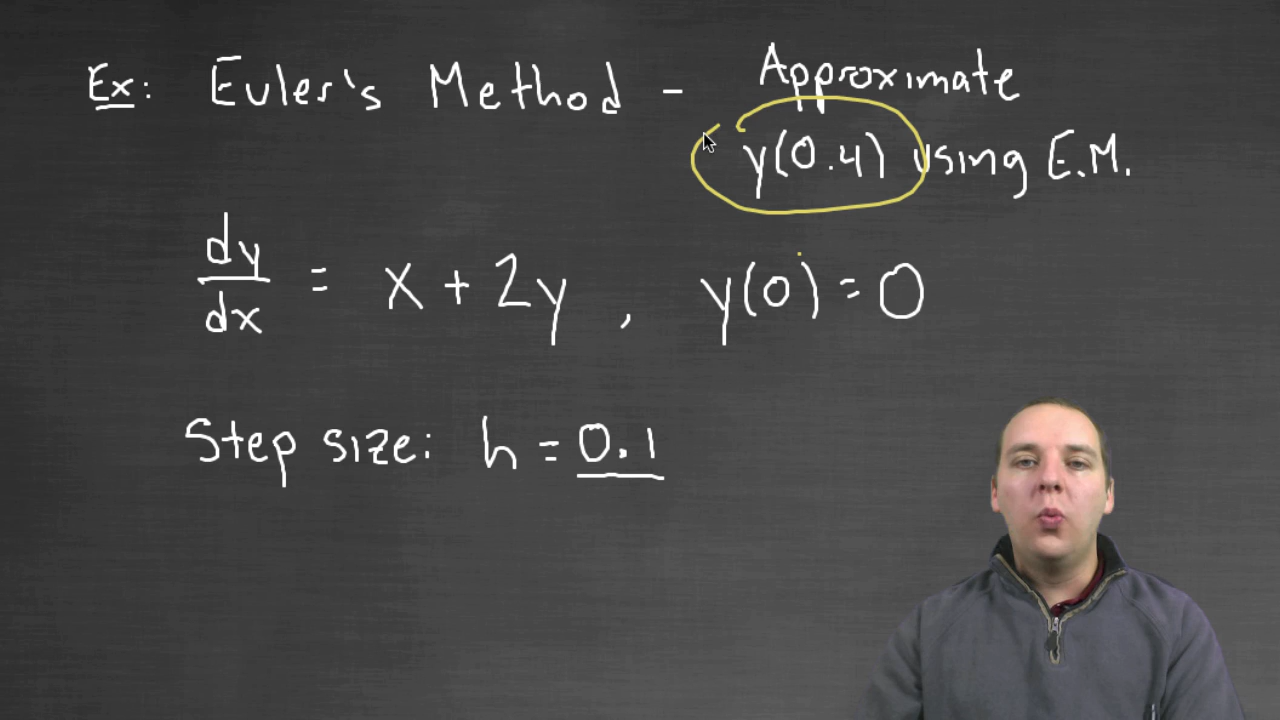 Ex: Euler's Method - Approximate
y(0.4) using E.M.
dy/dx = x + 2y, y(0) = 0
Step size: h = 0.1